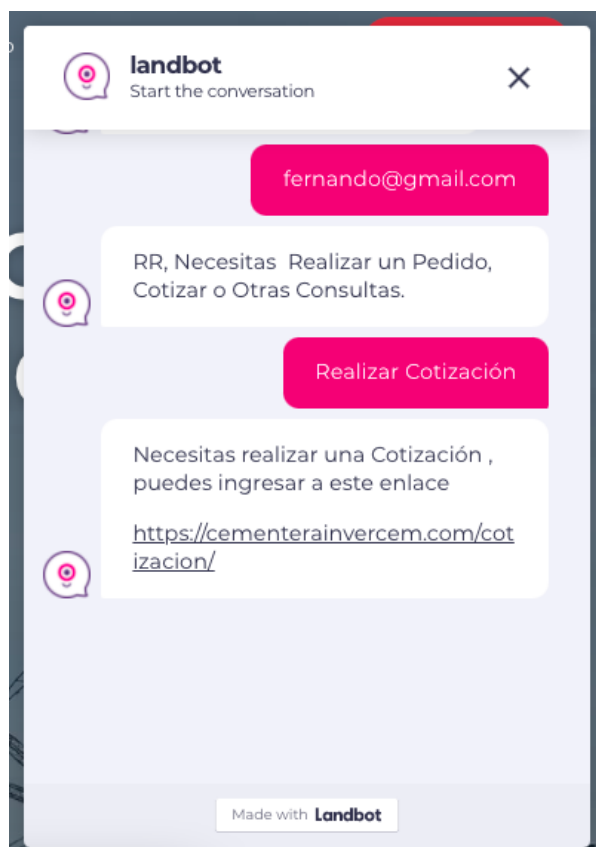 landbot
Start the conversation
fernando@gmail.com
RR, Necesitas Realizar un Pedido,
Cotizar o Otras Consultas.
Realizar Cotización
Necesitas realizar una Cotización ,
puedes ingresar a este enlace
https://cementerainvercem.com/cot
izacion/
Made with Landbot